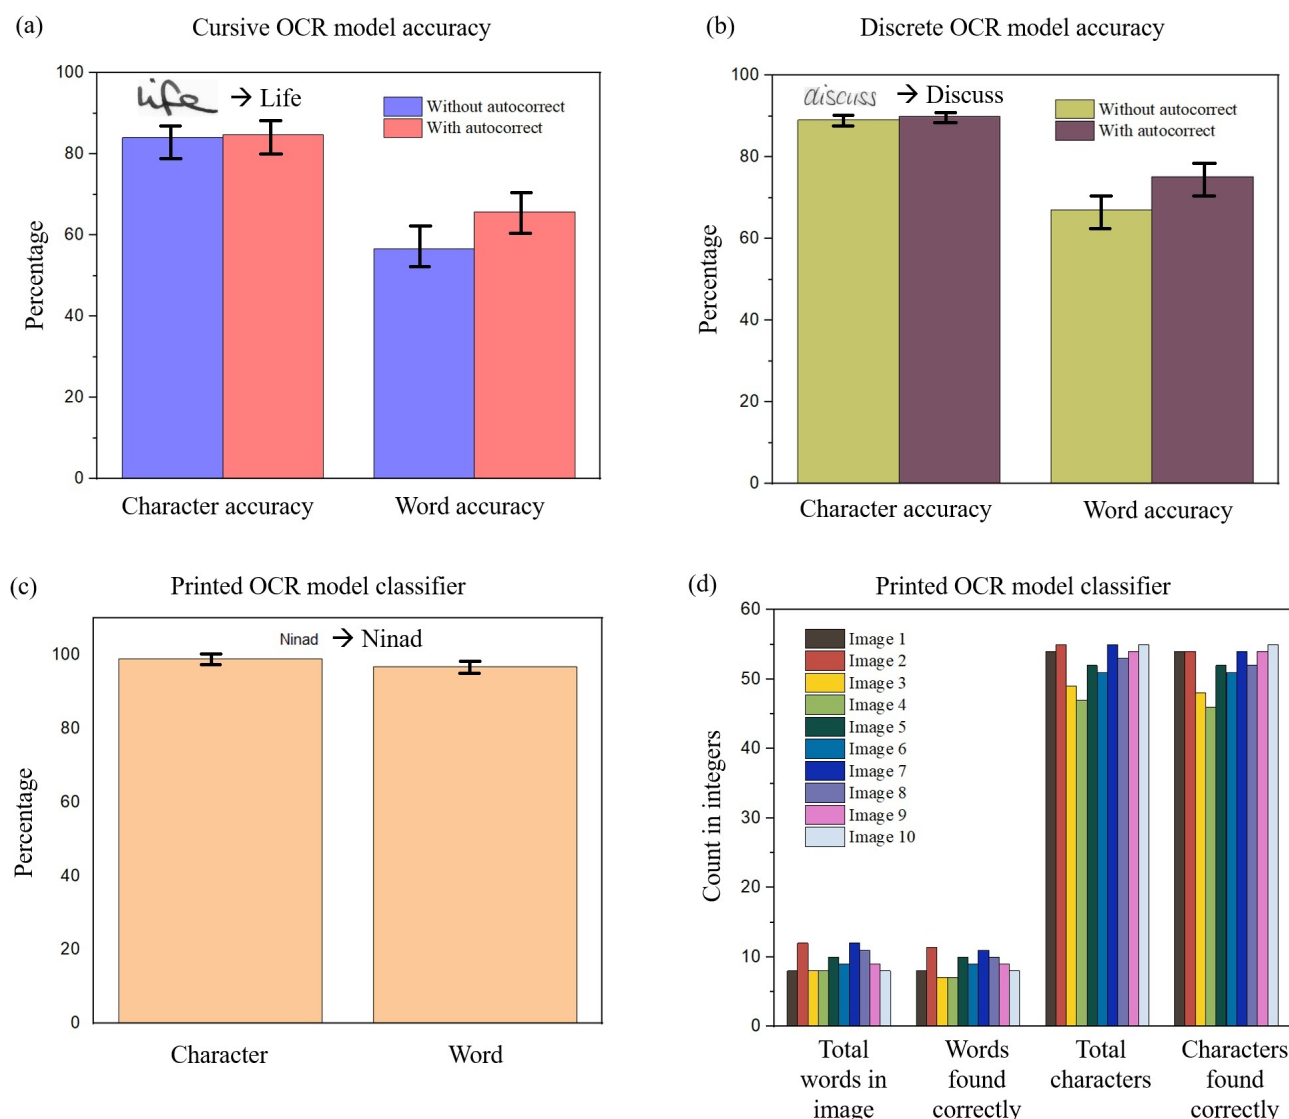 (a)
Cursive OCR model accuracy
100
80
60
40
20
0
Percentage
life → Life
Without autocorrect
With autocorrect
Character accuracy
Word accuracy
(b)
Discrete OCR model accuracy
100
80
60
40
20
0
Percentage
discuss → Discuss
Without autocorrect
With autocorrect
Character accuracy
Word accuracy
(c)
Printed OCR model classifier
100
80
60
40
20
0
Percentage
Ninad → Ninad
Character
Word
(d)
Printed OCR model classifier
60
50
40
30
20
10
0
Count in integers
Image 1
Image 2
Image 3
Image 4
Image 5
Image 6
Image 7
Image 8
Image 9
Image 10
Total
words in
image
Words
found
correctly
Total
characters
Characters
found
correctly